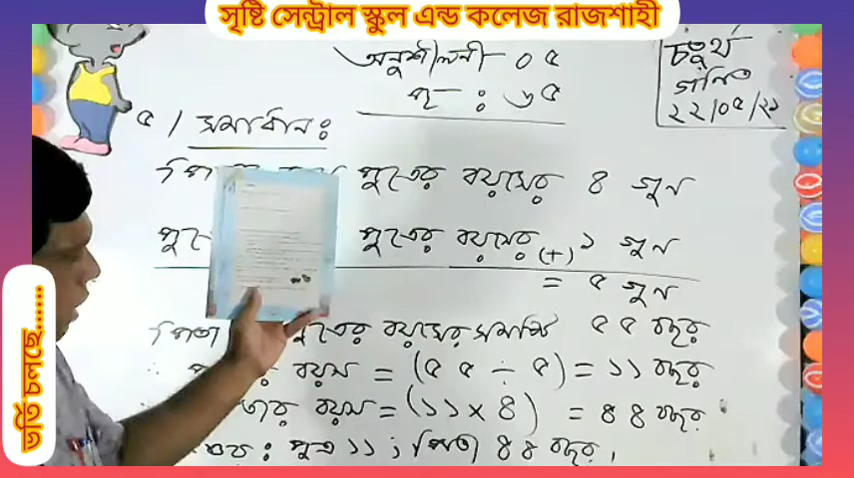 সৃষ্টি সেন্ট্রাল স্কুল এন্ড কলেজ রাজশাহী
ভর্তি চলছে......
অনুশীলনী ০৫
পৃ: ৬৫
চতুর্থ
গনিত
২২/০৫/২১
৫/ সমাধান:
পুত্রের বয়সের ৪ গুন
পুত্রের বয়সের (+) ১ গুন
= ৫ গুন
পিতা পুত্রের বয়সের সমষ্টি ৫৫ বছর
বয়স = (৫৫ ÷ ৫) = ১১ বছর
বয়স = (১১ × ৪) = ৪৪ বছর
: পুত্র ১১ ; পিতা ৪৪ বছর।